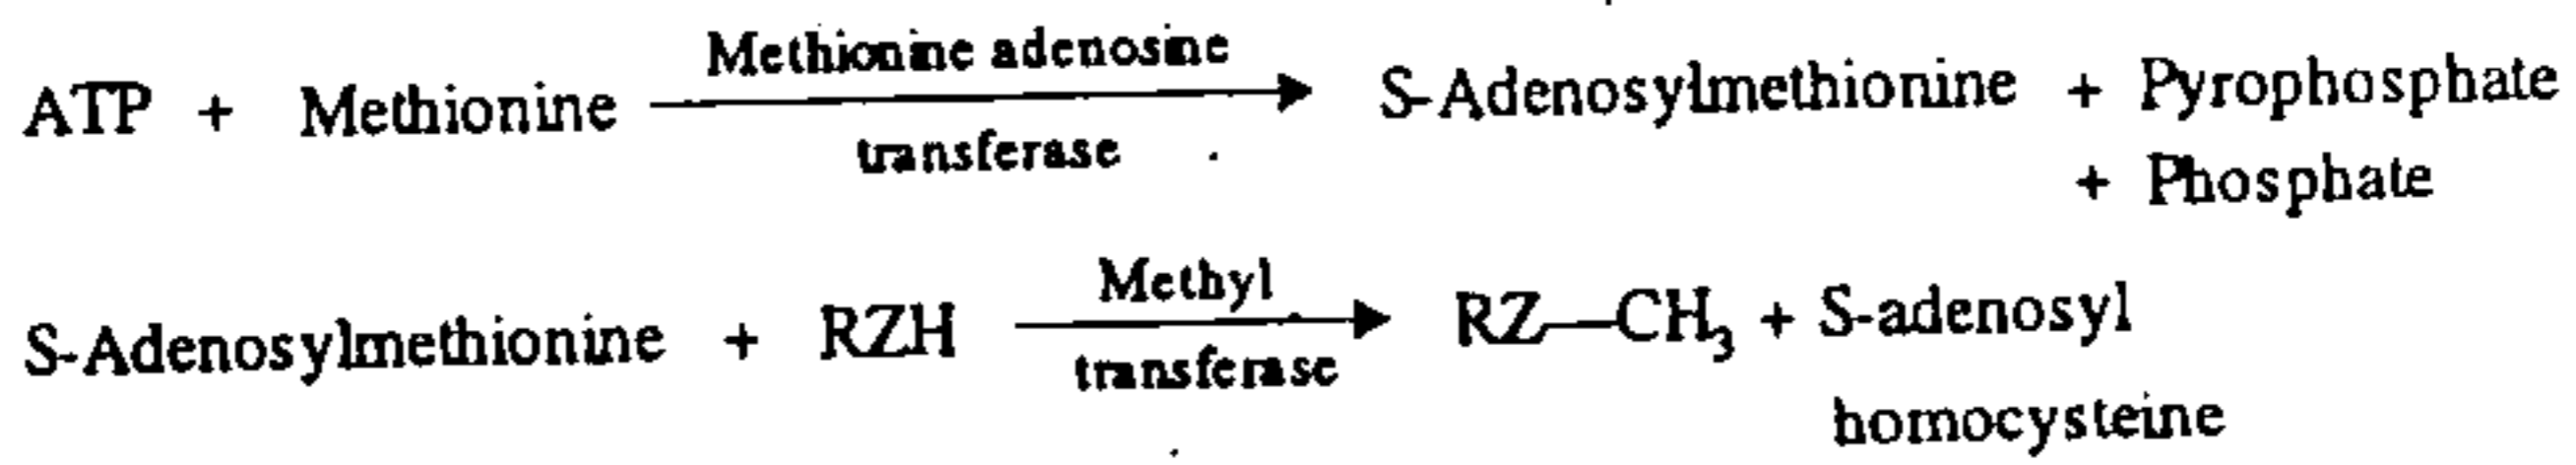 Methionine adenosine
ATP + Methionine → S-Adenosylmethionine + Pyrophosphate
transferase
+ Phosphate
Methyl
S-Adenosylmethionine + RZH → RZ—CH₃ + S-adenosyl
transferase
homocysteine